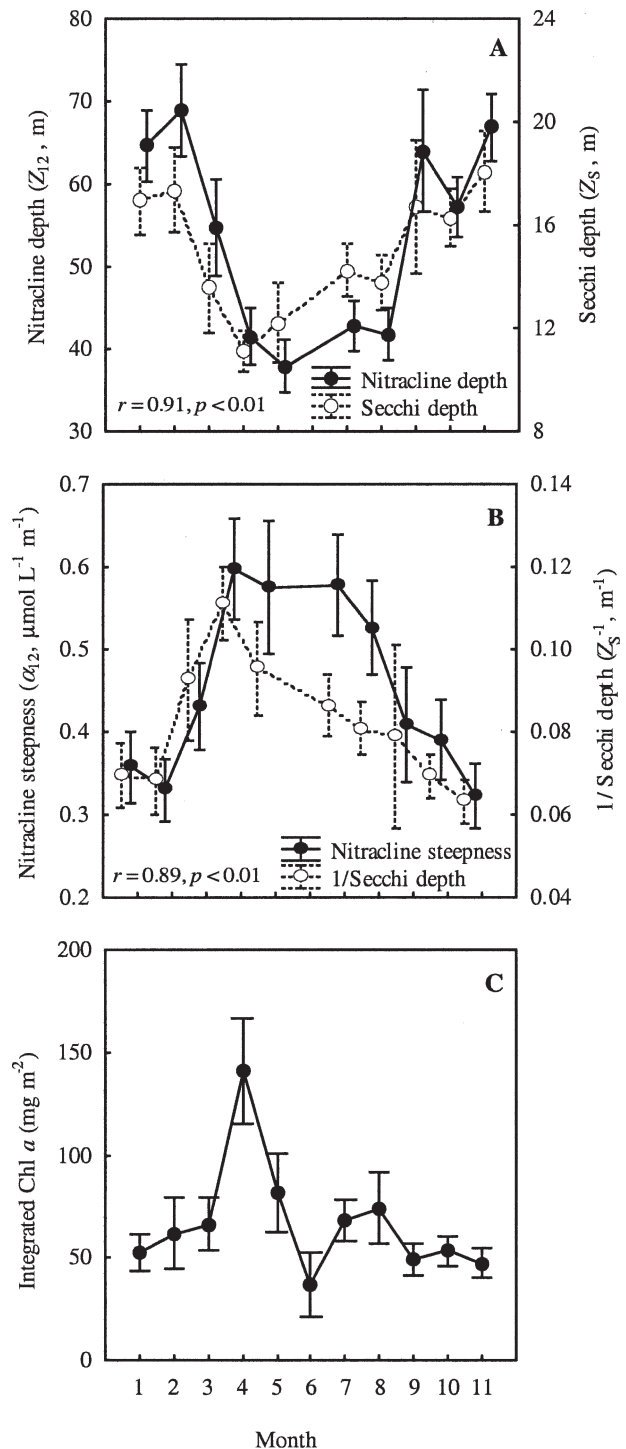 80
70
60
50
40
30
Nitracline depth (Z12, m)
A
24
20
16
12
8
Secchi depth (ZS, m)
Nitracline depth
Secchi depth
r=0.91, p<0.01
0.7
0.6
0.5
0.4
0.3
0.2
Nitracline steepness (α12, µmol L-1 m-1)
B
0.14
0.12
0.10
0.08
0.06
0.04
1/Secchi depth (ZS-1, m-1)
Nitracline steepness
1/Secchi depth
r=0.89, p<0.01
200
150
100
50
0
Integrated Chl a (mg m-2)
C
1 2 3 4 5 6 7 8 9 10 11
Month